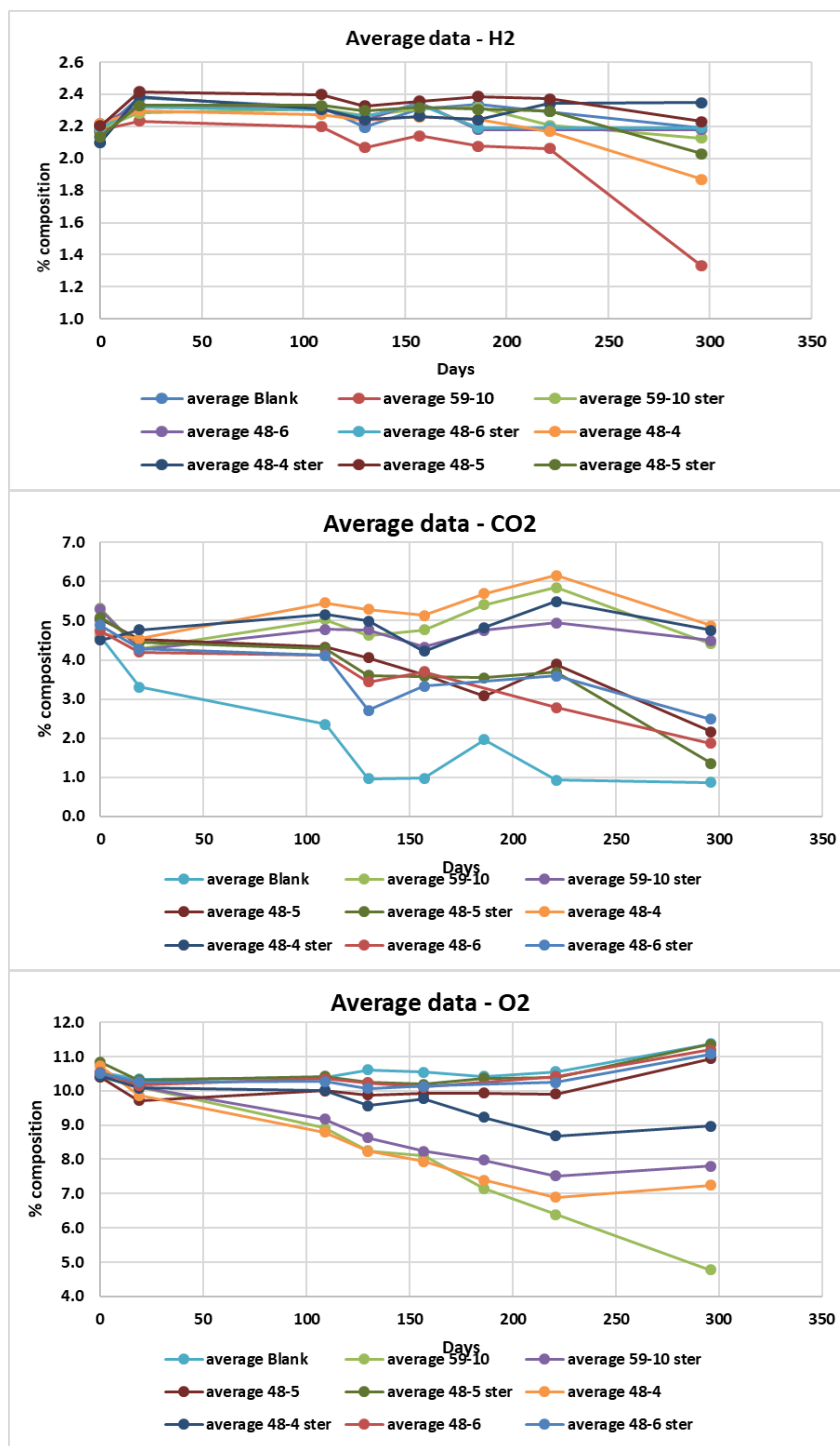 Average data - H2
2.6
2.4
2.2
2.0
1.8
1.6
1.4
1.2
1.0
% composition
0 50 100 150 200 250 300 350
Days
average Blank average 59-10 average 59-10 ster
average 48-6 average 48-6 ster average 48-4
average 48-4 ster average 48-5 average 48-5 ster
Average data - CO2
7.0
6.0
5.0
4.0
3.0
2.0
1.0
0.0
% composition
0 50 100 150 200 250 300 350
Days
average Blank average 59-10 average 59-10 ster
average 48-5 average 48-5 ster average 48-4
average 48-4 ster average 48-6 average 48-6 ster
Average data - O2
12.0
11.0
10.0
9.0
8.0
7.0
6.0
5.0
4.0
% composition
0 50 100 150 200 250 300 350
Days
average Blank average 59-10 average 59-10 ster
average 48-5 average 48-5 ster average 48-4
average 48-4 ster average 48-6 average 48-6 ster